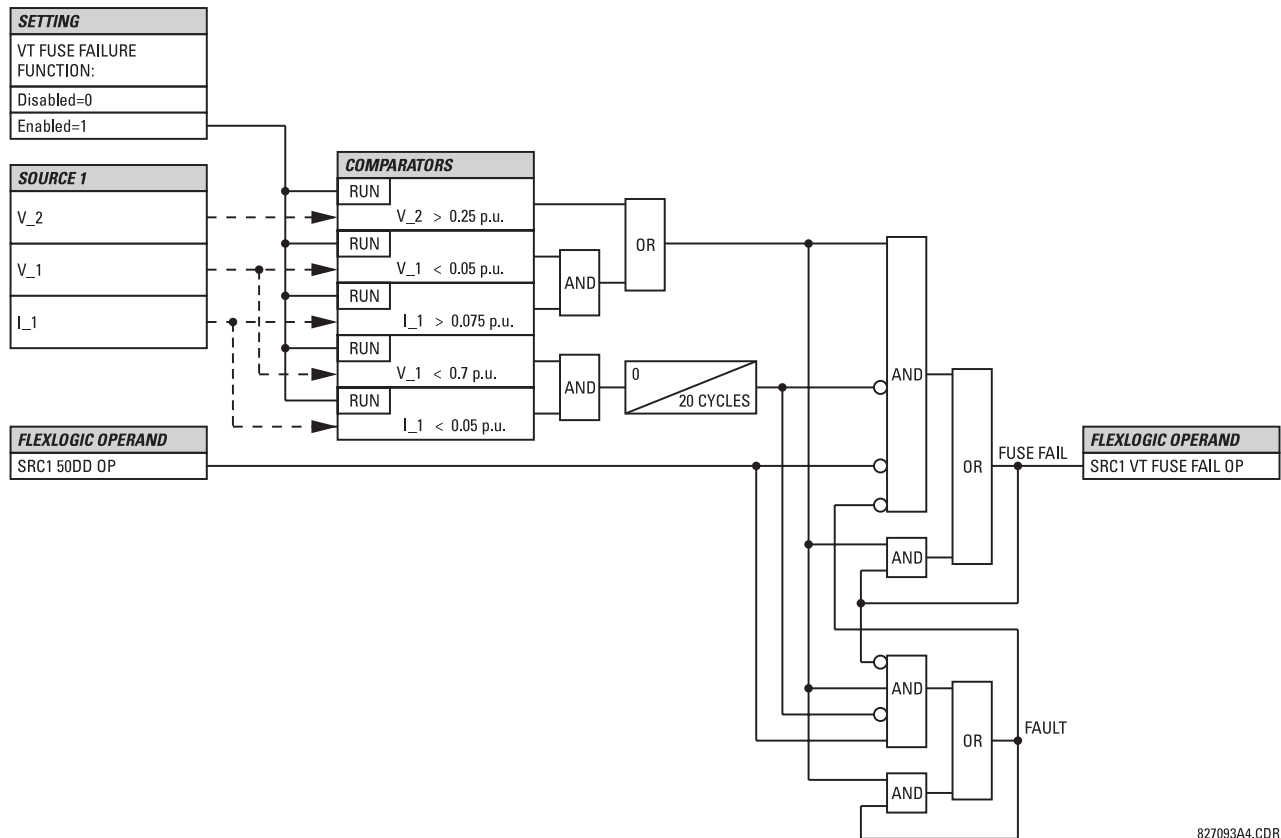 SETTING
VT FUSE FAILURE
FUNCTION:
Disabled=0
Enabled=1
SOURCE 1
V_2
V_1
I_1
COMPARATORS
RUN
V_2 > 0.25 p.u.
RUN
V_1 < 0.05 p.u.
RUN
I_1 > 0.075 p.u.
RUN
V_1 < 0.7 p.u.
RUN
I_1 < 0.05 p.u.
OR
AND
AND
0
20 CYCLES
FLEXLOGIC OPERAND
SRC1 50DD OP
AND
OR
FUSE FAIL
AND
FLEXLOGIC OPERAND
SRC1 VT FUSE FAIL OP
AND
OR
FAULT
AND
827093A4.CDR